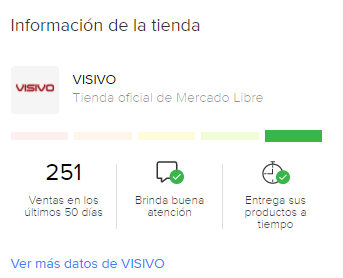 Información de la tienda
VISIVO
VISIVO
Tienda oficial de Mercado Libre
251
Ventas en los
últimos 50 días
Brinda buena
atención
Entrega sus
productos a
tiempo
Ver más datos de VISIVO